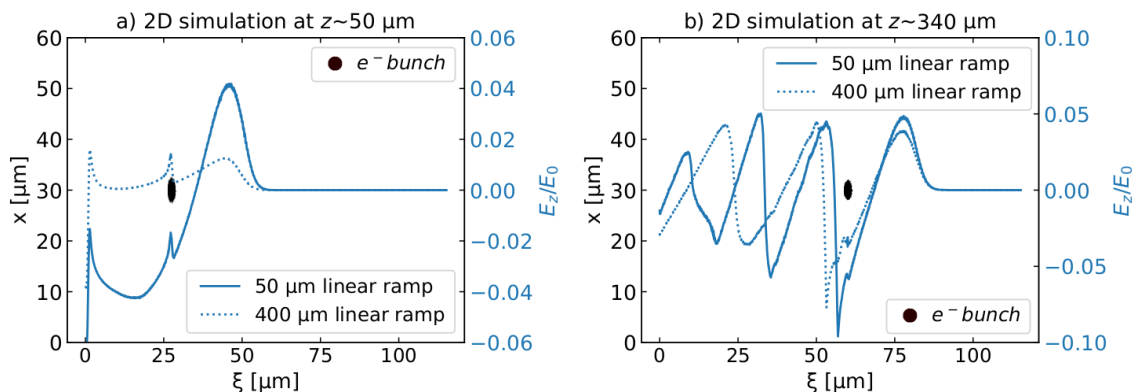 a) 2D simulation at z~50 μm
60
50
40
30
20
10
0
x [μm]
0.06
0.04
0.02
0.00
−0.02
−0.04
−0.06
E_z/E_0
e⁻ bunch
50 μm linear ramp
400 μm linear ramp
0 25 50 75 100
ξ [μm]
b) 2D simulation at z~340 μm
60
50
40
30
20
10
0
x [μm]
0.10
0.05
0.00
−0.05
−0.10
E_z/E_0
50 μm linear ramp
400 μm linear ramp
e⁻ bunch
0 25 50 75 100
ξ [μm]